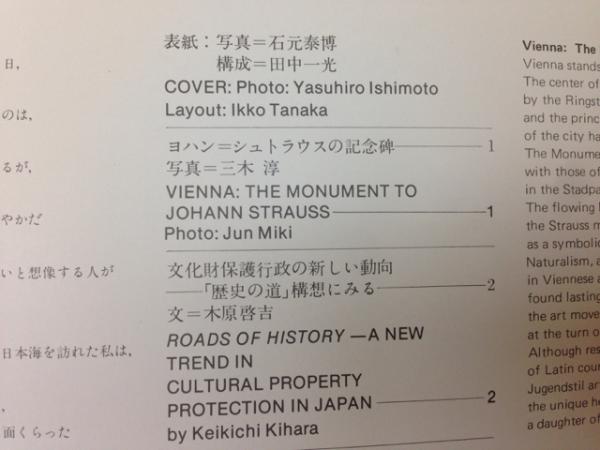 日，
のは，
るが，
やかだ
いと想像する人が
日本海を訪れた私は，
，
面くらった
表紙：写真＝石元泰博
構成＝田中一光
COVER: Photo: Yasuhiro Ishimoto
Layout: Ikko Tanaka
ヨハン＝シュトラウスの記念碑 1
写真＝三木 淳
VIENNA: THE MONUMENT TO
JOHANN STRAUSS 1
Photo: Jun Miki
文化財保護行政の新しい動向
——「歴史の道」構想にみる 2
文＝木原啓吉
ROADS OF HISTORY —A NEW
TREND IN
CULTURAL PROPERTY
PROTECTION IN JAPAN 2
by Keikichi Kihara
Vienna: The
Vienna stands
The center of
by the Ringst
and the princ
of the city ha
The Monume
with those of
in the Stadpa
The flowing l
the Strauss m
as a symbolic
Naturalism, a
in Viennese a
found lasting
the art move
at the turn o
Although res
of Latin coun
Jugendstil ar
the unique he
a daughter of